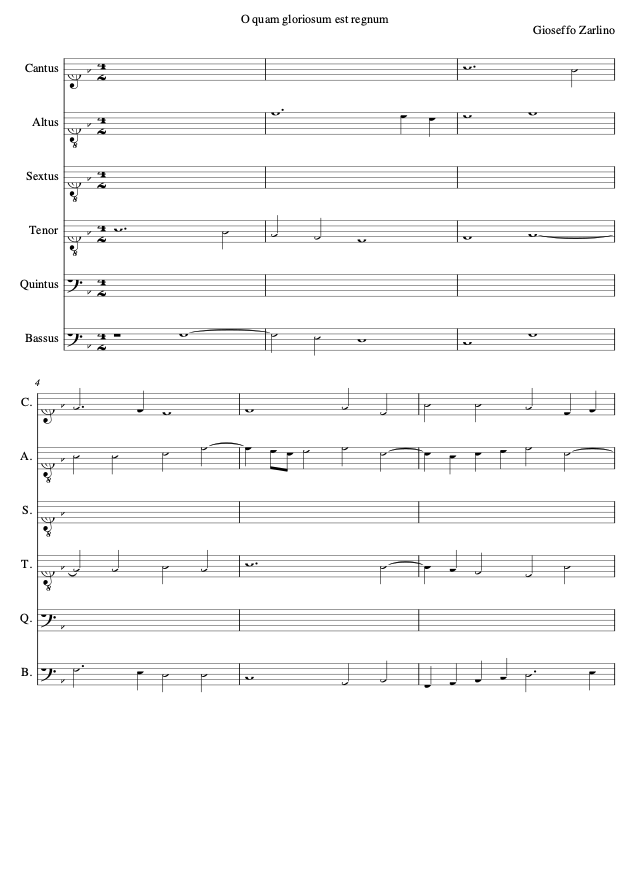 O quam gloriosum est regnum
Gioseffo Zarlino
Cantus
Altus
Sextus
Tenor
Quintus
Bassus
4
C.
A.
S.
T.
Q.
B.